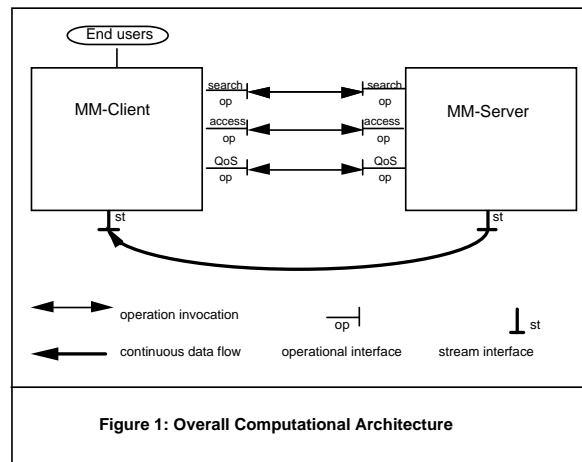 End users
MM-Client
MM-Server
search
op
search
op
access
op
access
op
QoS
op
QoS
op
st
st
operation invocation
op
st
continuous data flow
operational interface
stream interface
Figure 1: Overall Computational Architecture